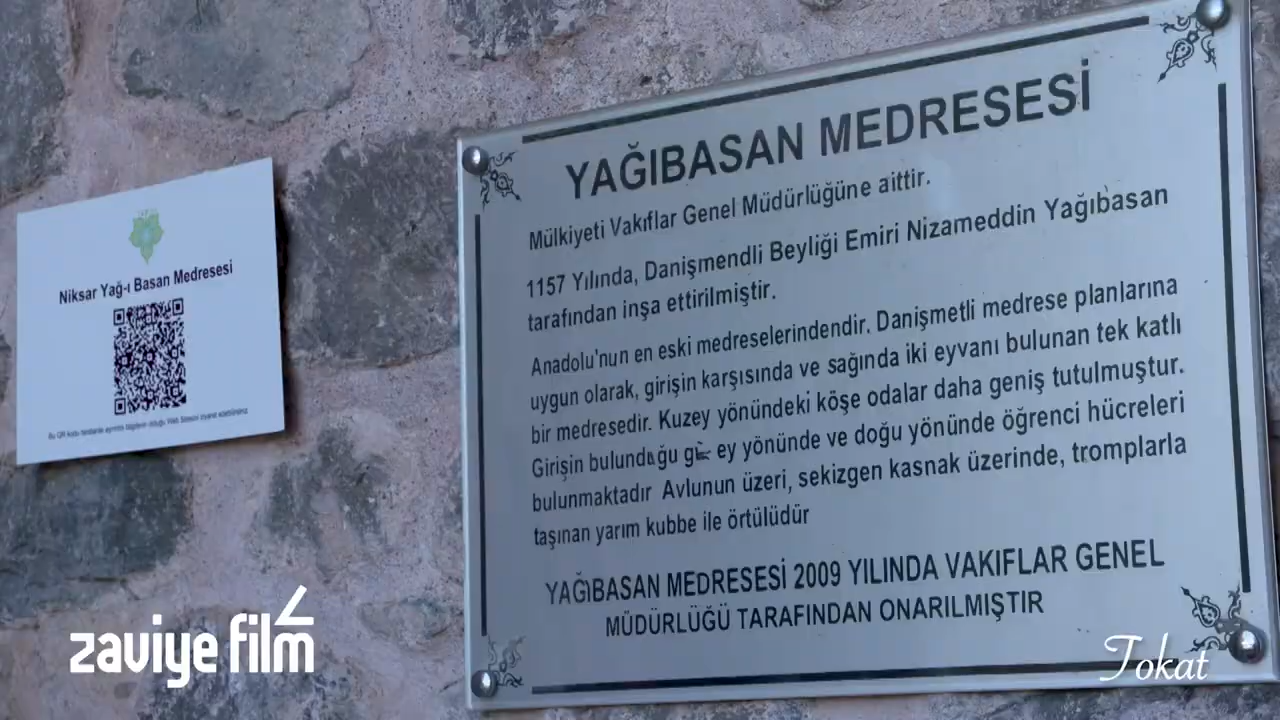 YAĞIBASAN MEDRESESİ
Mülkiyeti Vakıflar Genel Müdürlüğüne aittir.
1157 Yılında, Danişmendli Beyliği Emiri Nizameddin Yağıbasan
tarafından inşa ettirilmiştir.
Anadolu'nun en eski medreselerindendir. Danişmetli medrese planlarına
uygun olarak, girişin karşısında ve sağında iki eyvanı bulunan tek katlı
bir medresedir. Kuzey yönündeki köşe odalar daha geniş tutulmuştur.
Girişin bulunduğu ey yönünde ve doğu yönünde öğrenci hücreleri
bulunmaktadır Avlunun üzeri, sekizgen kasnak üzerinde, tromplarla
taşınan yarım kubbe ile örtülüdür
YAĞIBASAN MEDRESESİ 2009 YILINDA VAKIFLAR GENEL
MÜDÜRLÜĞÜ TARAFINDAN ONARILMIŞTIR
Niksar Yağ-ı Basan Medresesi
zaviye film
Tokat